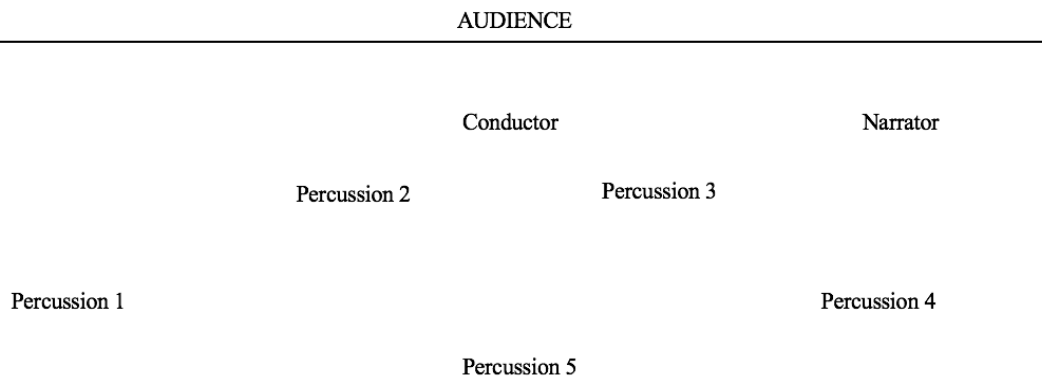 AUDIENCE
Conductor Narrator
Percussion 2 Percussion 3
Percussion 1 Percussion 4
Percussion 5